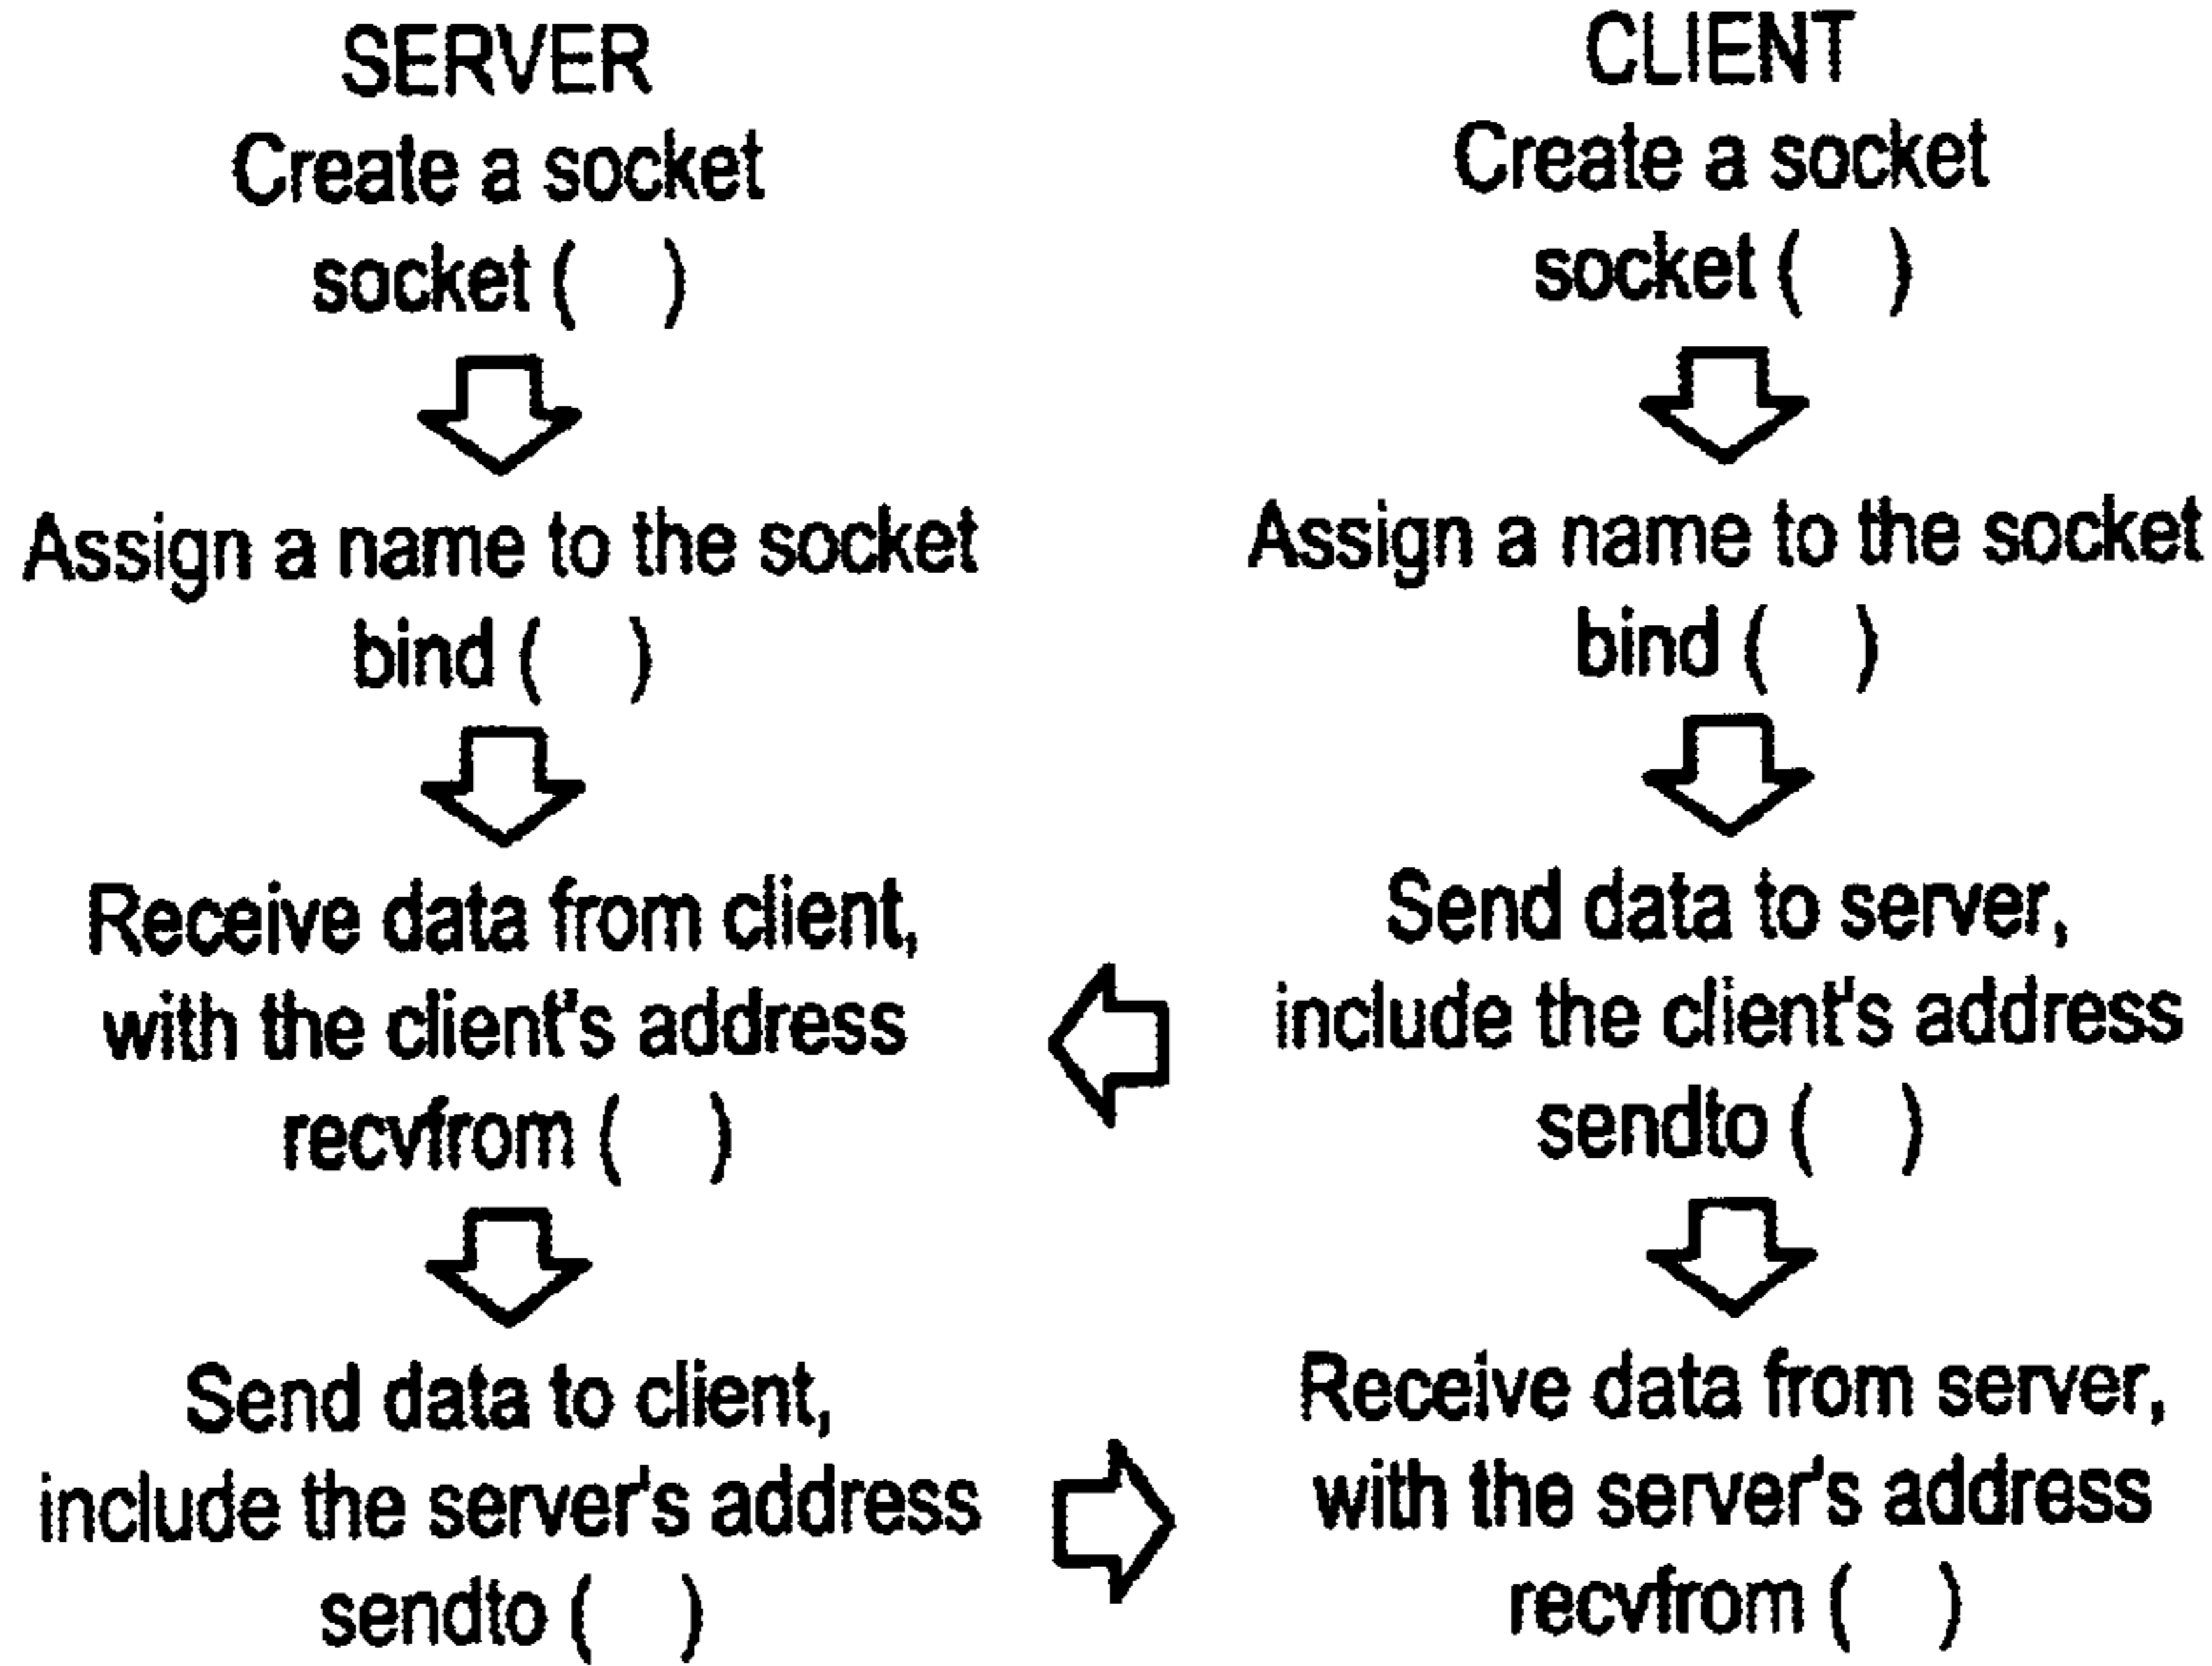 SERVER
Create a socket
socket ( )
Assign a name to the socket
bind ( )
Receive data from client,
with the client's address
recvfrom ( )
Send data to client,
include the server's address
sendto ( )
CLIENT
Create a socket
socket ( )
Assign a name to the socket
bind ( )
Send data to server,
include the client's address
sendto ( )
Receive data from server,
with the server's address
recvfrom ( )